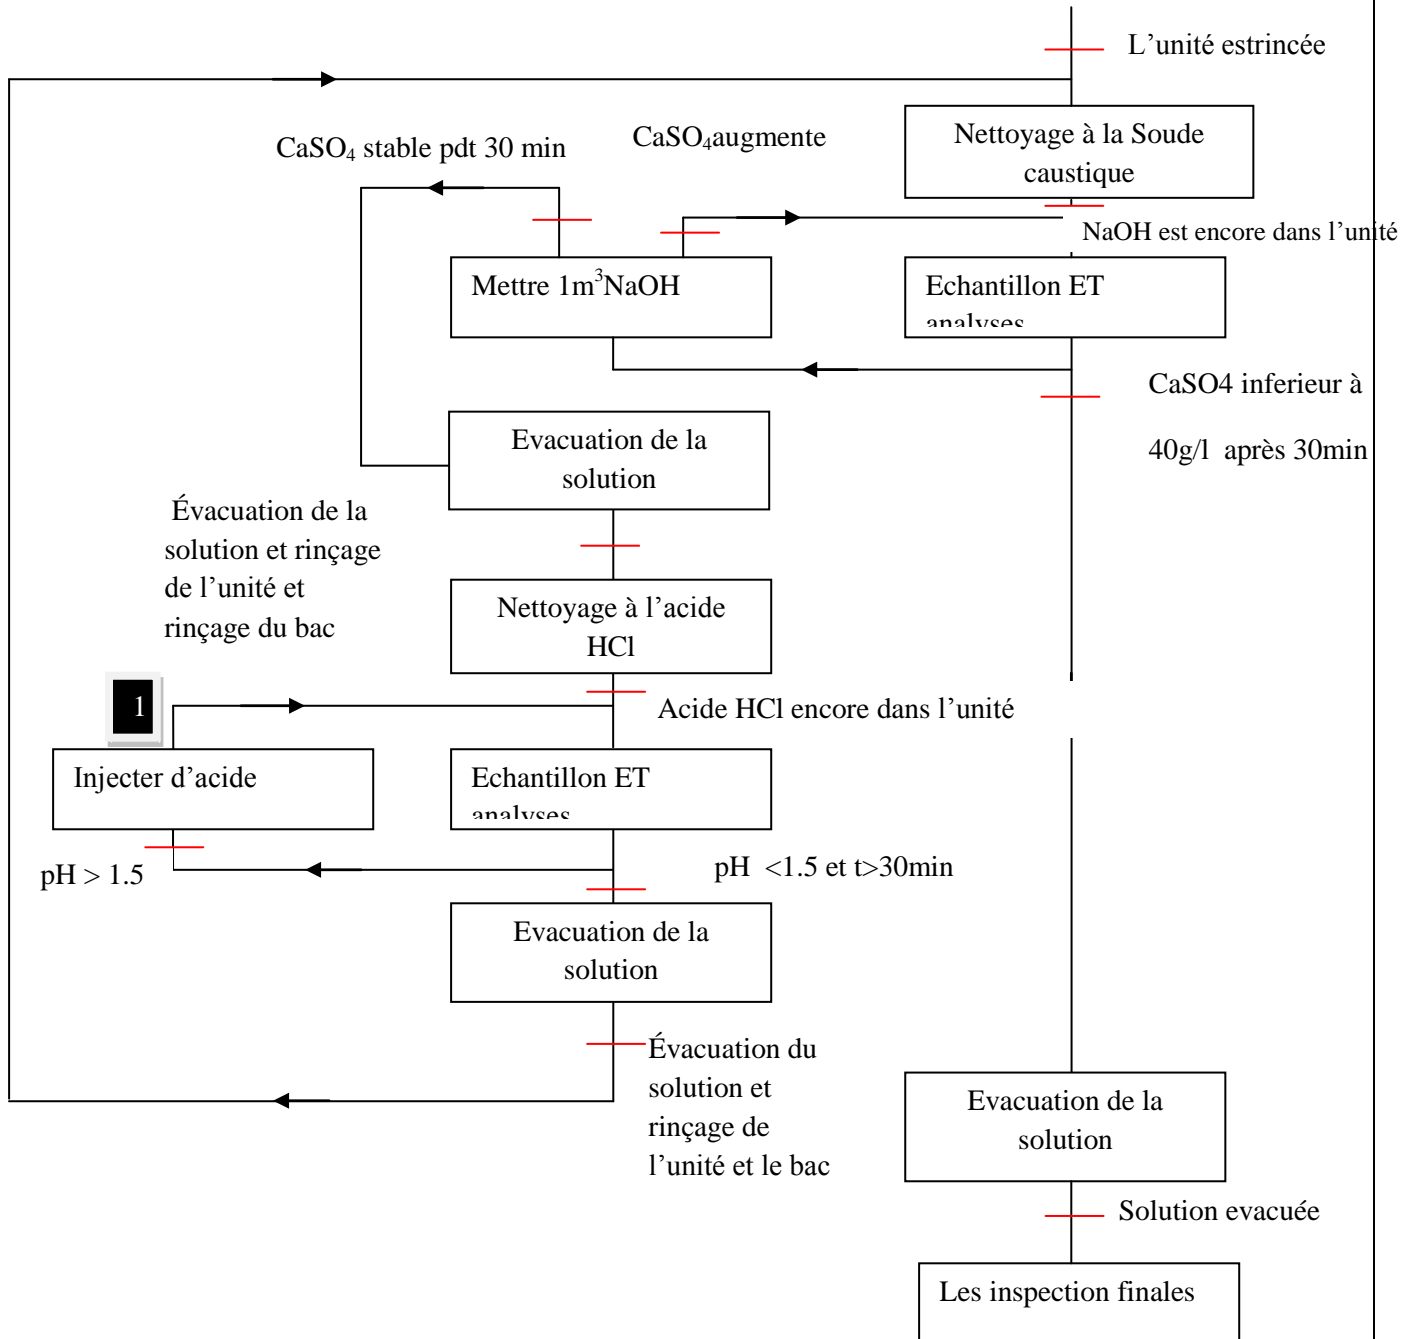 L'unité estrincée
Nettoyage à la Soude
caustique
CaSO4augmente
CaSO4 stable pdt 30 min
NaOH est encore dans l'unité
Mettre 1m3NaOH
Echantillon ET
analyses
CaSO4 inferieur à
40g/l après 30min
Evacuation de la
solution
Évacuation de la
solution et rinçage
de l'unité et
rinçage du bac
Nettoyage à l'acide
HCl
1
Acide HCl encore dans l'unité
Injecter d'acide
Echantillon ET
analyses
pH > 1.5
pH <1.5 et t>30min
Evacuation de la
solution
Évacuation du
solution et
rinçage de
l'unité et le bac
Evacuation de la
solution
Solution evacuée
Les inspection finales